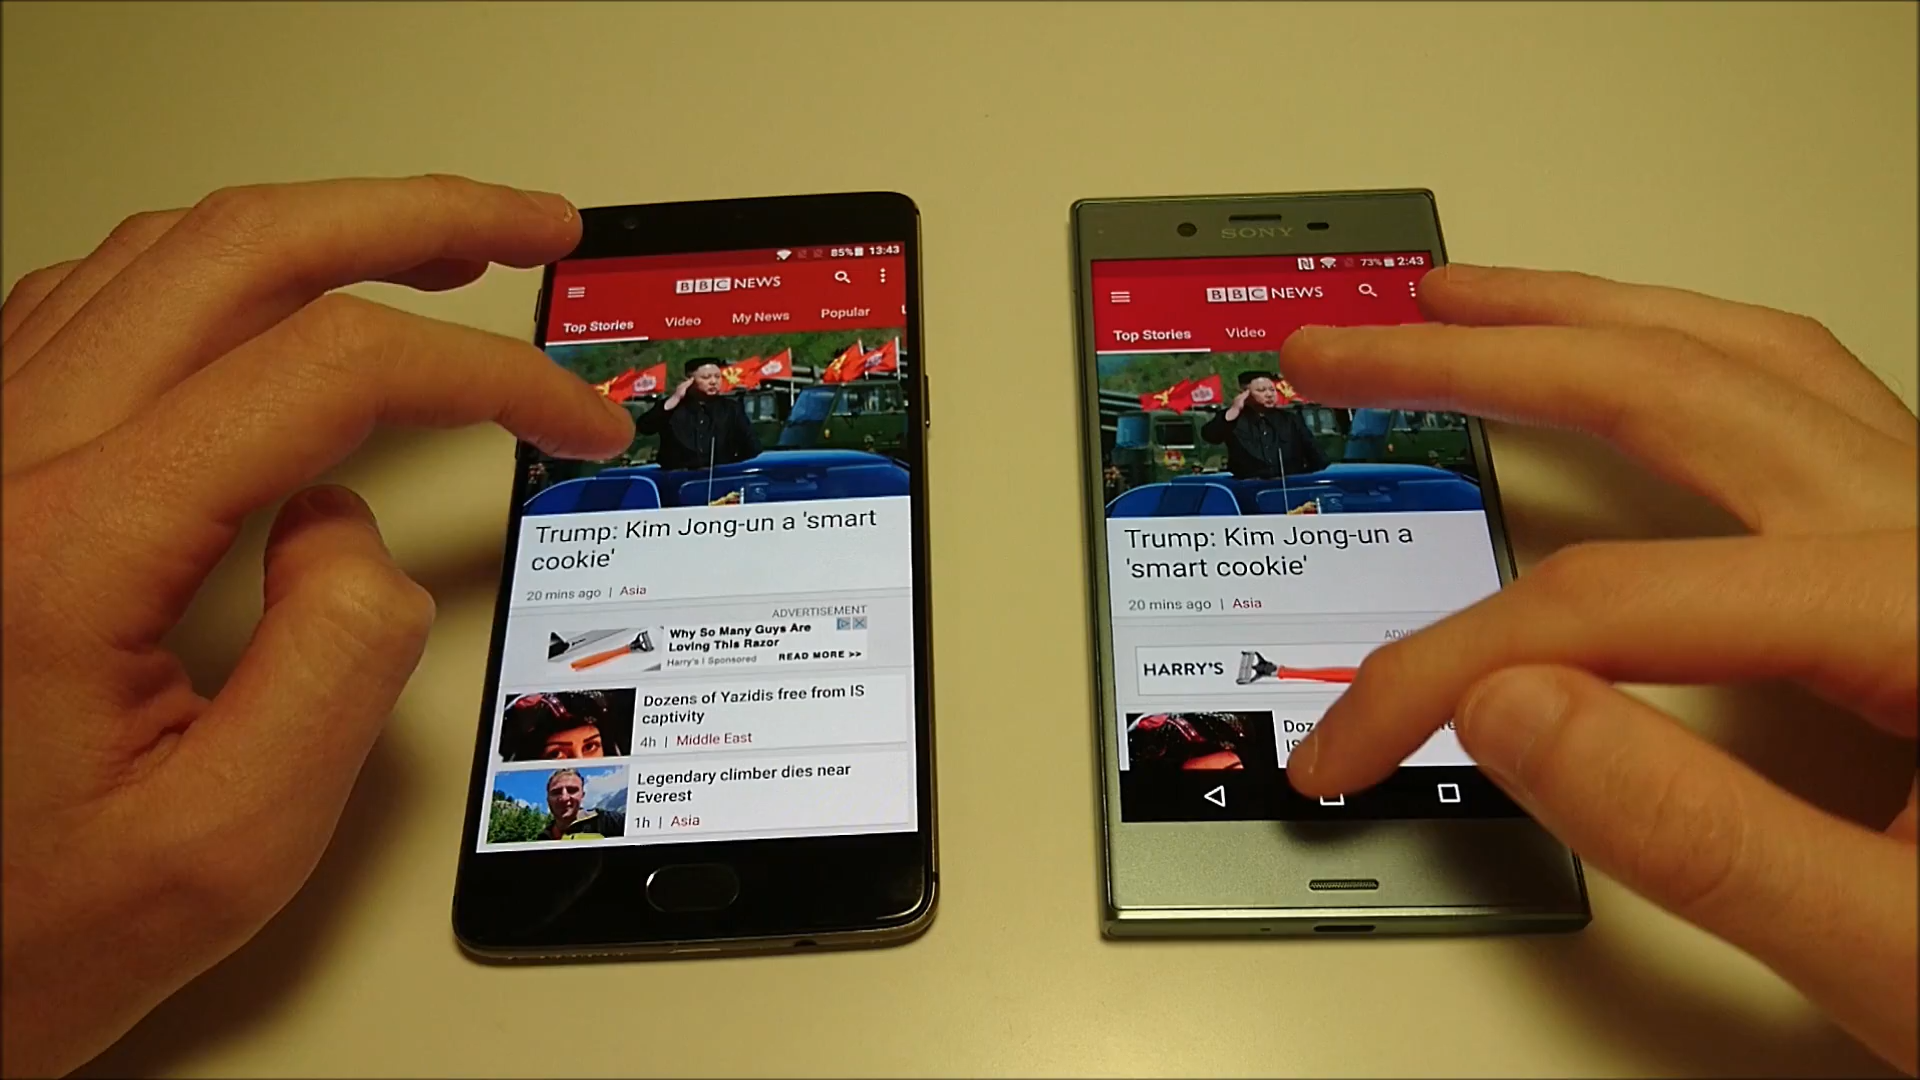 85% 13:43
BBC NEWS
Top Stories Video My News Popular
Trump: Kim Jong-un a 'smart
cookie'
20 mins ago | Asia
ADVERTISEMENT
Why So Many Guys Are
Loving This Razor
Harry's | Sponsored READ MORE >>
Dozens of Yazidis free from IS
captivity
4h | Middle East
Legendary climber dies near
Everest
1h | Asia
SONY
73% 2:43
BBC NEWS
Top Stories Video
Trump: Kim Jong-un a
'smart cookie'
20 mins ago | Asia
HARRY'S